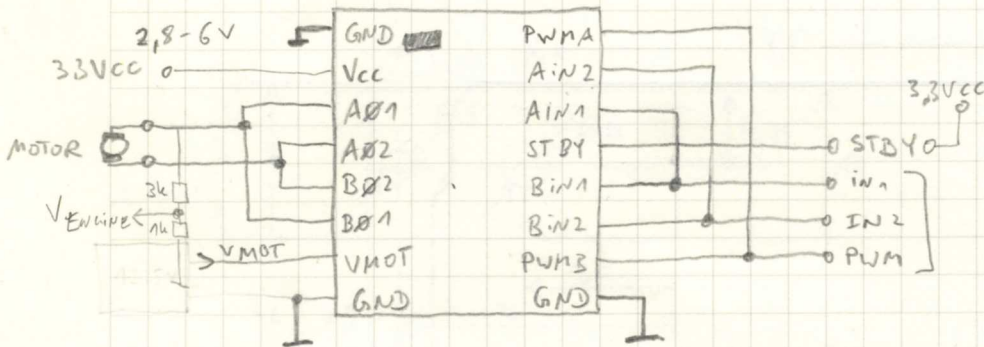 2,8-6V
33VCC
MOTOR
3k
VENGINE
1k
VMOT
GND
Vcc
AØ1
AØ2
BØ2
BØ1
VMOT
GND
PWMA
AiN2
AIN1
STBY
BiN1
BiN2
PWMB
GND
3,3VCC
STBY
iN1
IN2
PWM